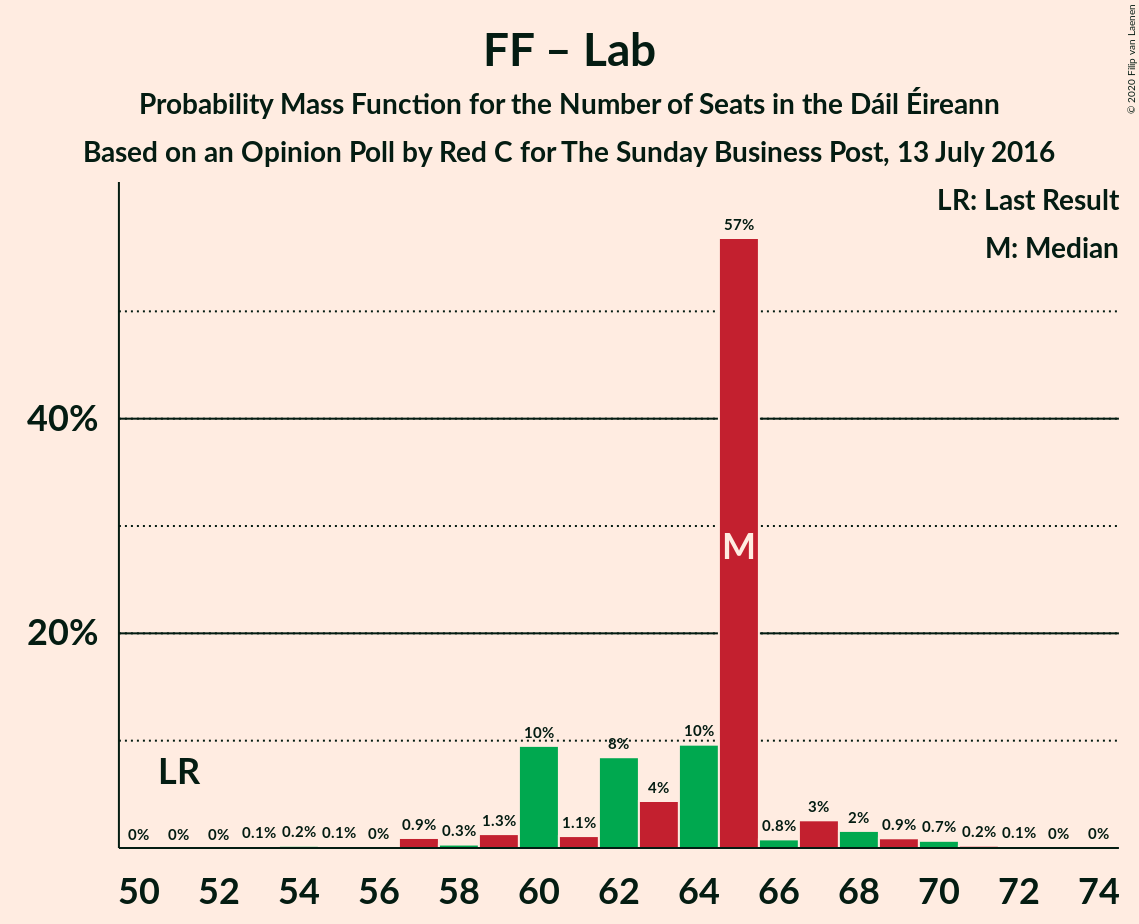 FF – Lab
Probability Mass Function for the Number of Seats in the Dáil Éireann
Based on an Opinion Poll by Red C for The Sunday Business Post, 13 July 2016
© 2020 Filip van Laenen
LR: Last Result
M: Median
57%
40%
M
20%
LR
0% 0% 0% 0.1% 0.2% 0.1% 0% 0.9% 0.3% 1.3% 10% 1.1% 8% 4% 10% 0.8% 3% 2% 0.9% 0.7% 0.2% 0.1% 0% 0%
50 52 54 56 58 60 62 64 66 68 70 72 74